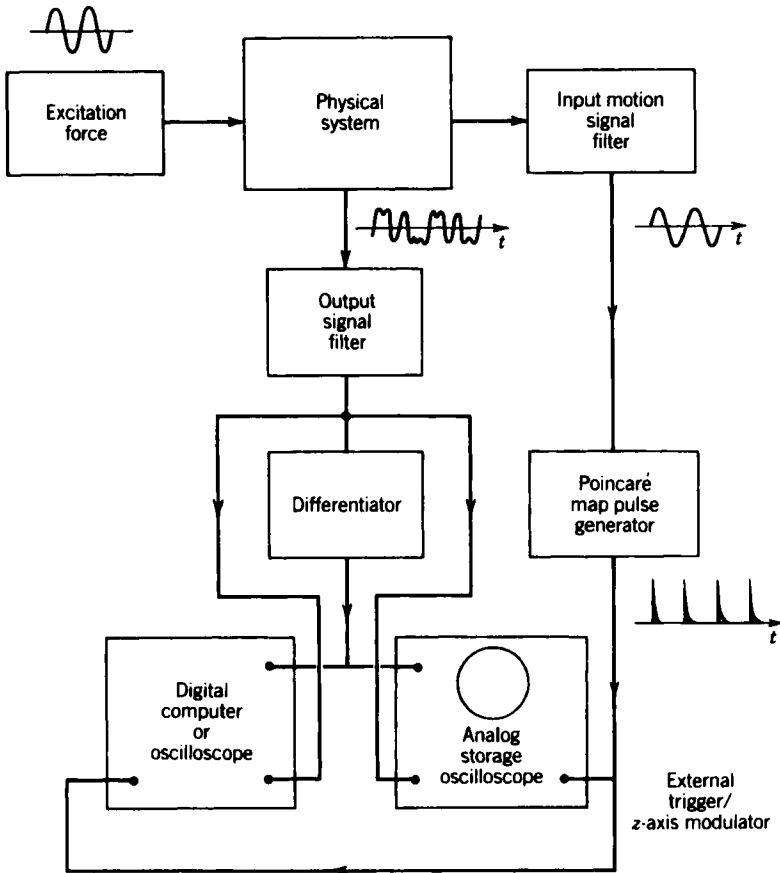 Excitation
force
Physical
system
Input motion
signal
filter
t
t
Output
signal
filter
Differentiator
Poincaré
map pulse
generator
t
Digital
computer
or
oscilloscope
Analog
storage
oscilloscope
External
trigger/
z-axis modulator